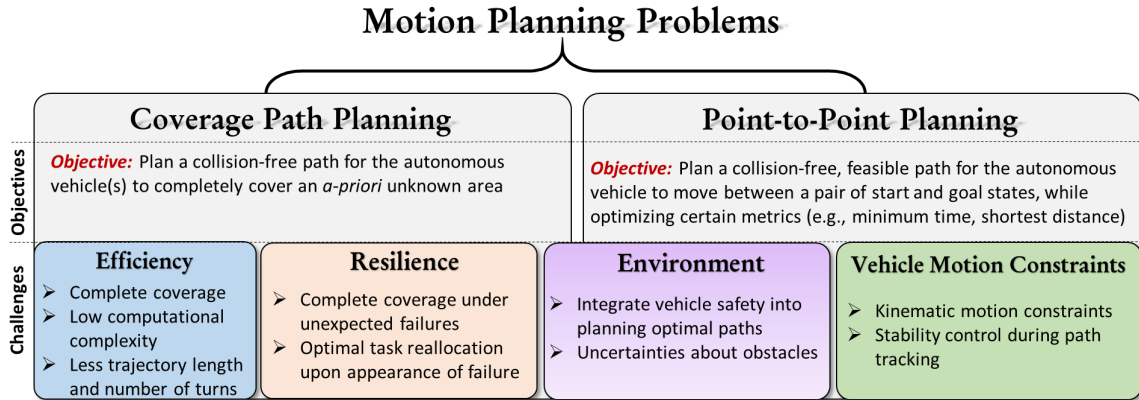 Motion Planning Problems
Coverage Path Planning
Point-to-Point Planning
Objectives
Objective: Plan a collision-free path for the autonomous
vehicle(s) to completely cover an a-priori unknown area
Objective: Plan a collision-free, feasible path for the autonomous
vehicle to move between a pair of start and goal states, while
optimizing certain metrics (e.g., minimum time, shortest distance)
Challenges
Efficiency
➢ Complete coverage
➢ Low computational
complexity
➢ Less trajectory length
and number of turns
Resilience
➢ Complete coverage under
unexpected failures
➢ Optimal task reallocation
upon appearance of failure
Environment
➢ Integrate vehicle safety into
planning optimal paths
➢ Uncertainties about obstacles
Vehicle Motion Constraints
➢ Kinematic motion constraints
➢ Stability control during path
tracking